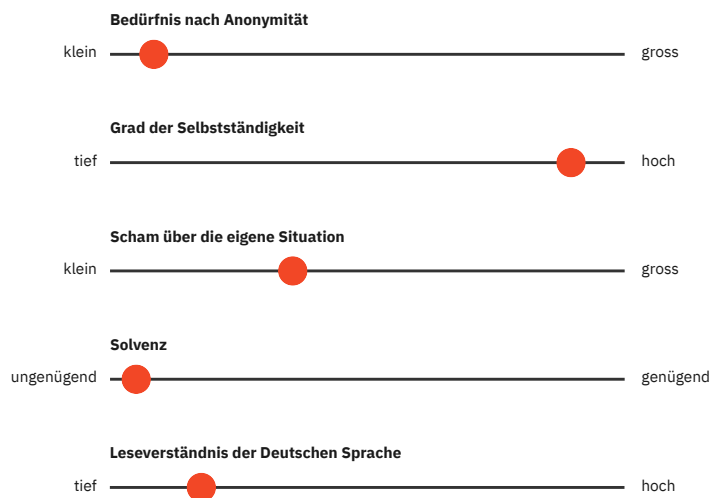 Bedürfnis nach Anonymität
klein gross
Grad der Selbstständigkeit
tief hoch
Scham über die eigene Situation
klein gross
Solvenz
ungenügend genügend
Leseverständnis der Deutschen Sprache
tief hoch